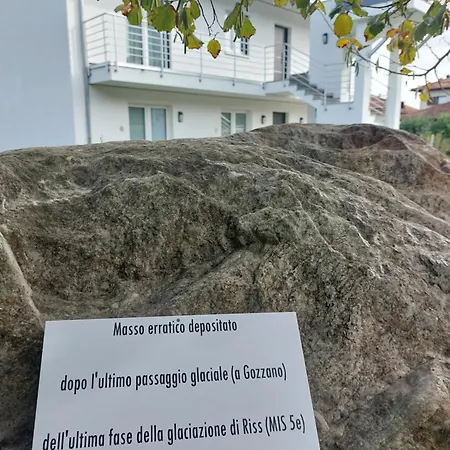 Masso erratico depositato
dopo l'ultimo passaggio glaciale (a Gozzano)
dell'ultima fase della glaciazione di Riss (MIS 5e)